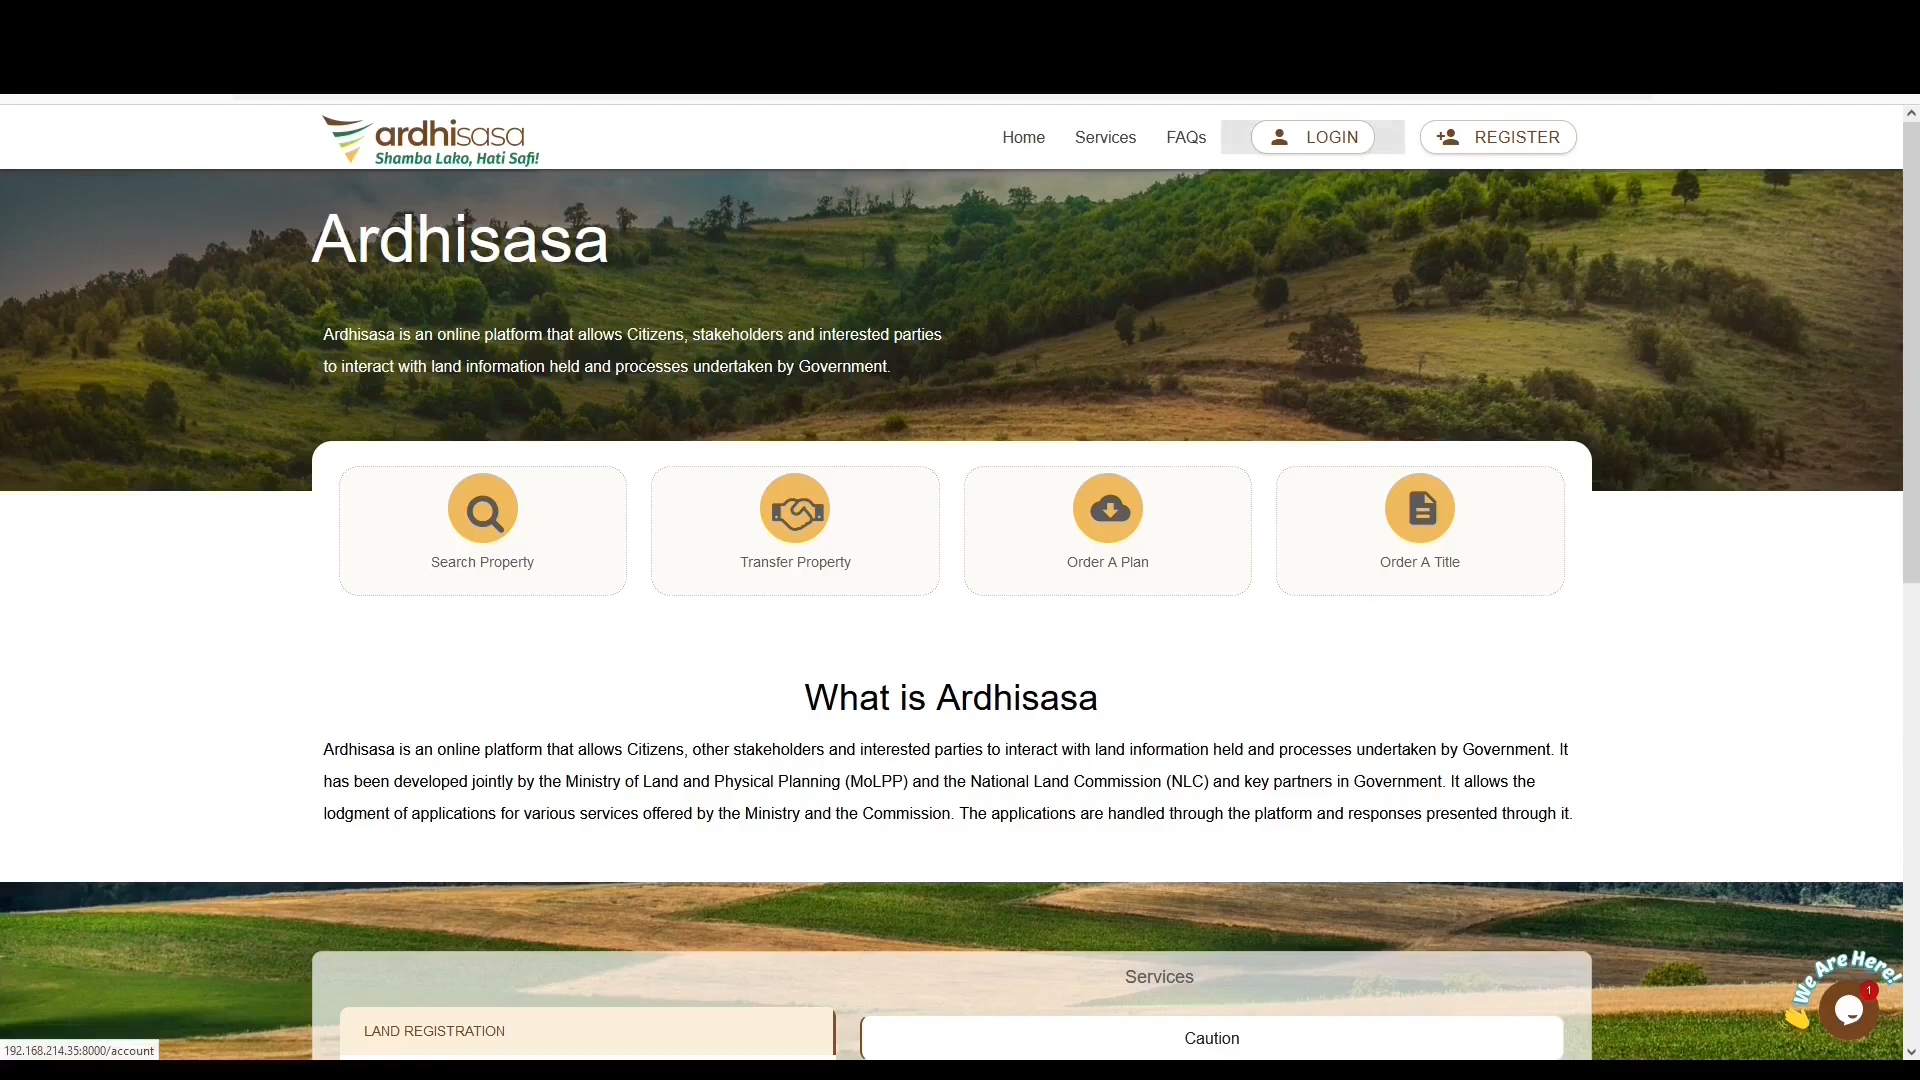 ardhisasa
Shamba Lako, Hati Safi!
Home
Services
FAQs
LOGIN
REGISTER
Ardhisasa
Ardhisasa is an online platform that allows Citizens, stakeholders and interested parties
to interact with land information held and processes undertaken by Government.
Search Property
Transfer Property
Order A Plan
Order A Title
What is Ardhisasa
Ardhisasa is an online platform that allows Citizens, other stakeholders and interested parties to interact with land information held and processes undertaken by Government. It
has been developed jointly by the Ministry of Land and Physical Planning (MoLPP) and the National Land Commission (NLC) and key partners in Government. It allows the
lodgment of applications for various services offered by the Ministry and the Commission. The applications are handled through the platform and responses presented through it.
Services
LAND REGISTRATION
Caution
We Are Here!
1
192.168.214.35:8000/account